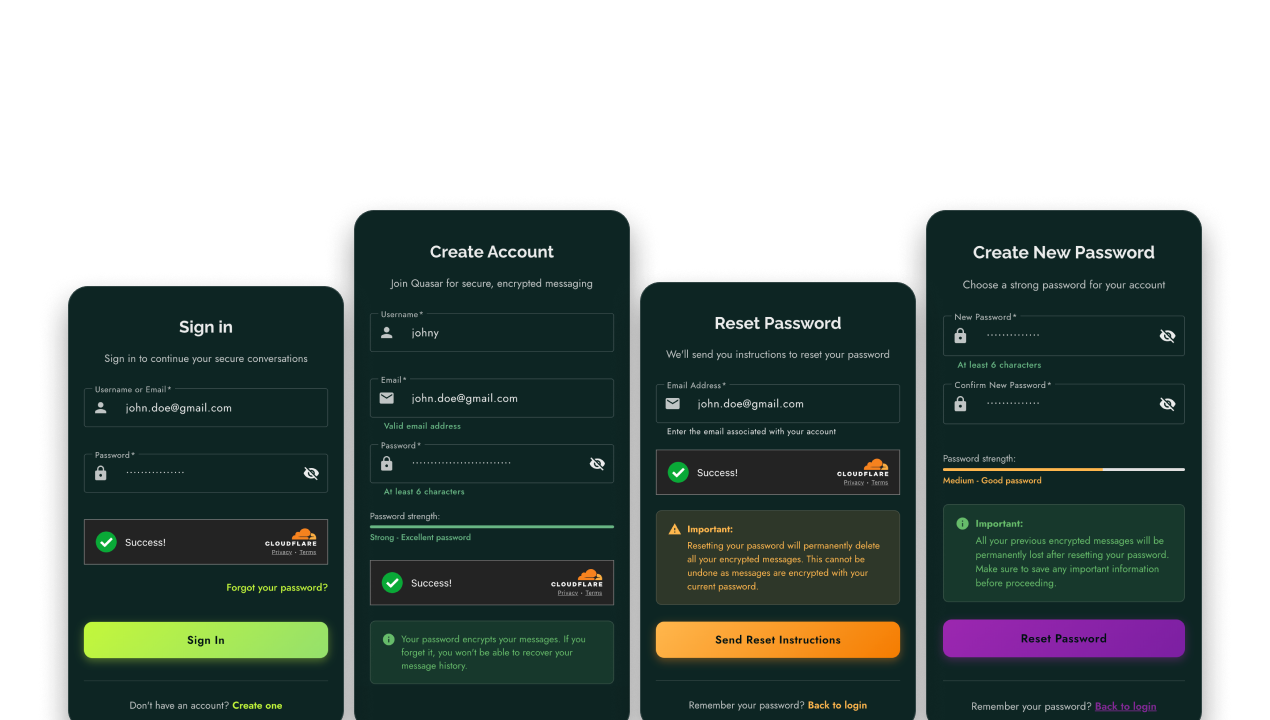 Sign in
Sign in to continue your secure conversations
Username or Email*
john.doe@gmail.com
Password*
···············
Success!
CLOUDFLARE
Privacy • Terms
Forgot your password?
Sign In
Don't have an account? Create one
Create Account
Join Quasar for secure, encrypted messaging
Username*
johny
Email*
john.doe@gmail.com
Valid email address
Password*
··························
At least 6 characters
Password strength:
Strong - Excellent password
Success!
CLOUDFLARE
Privacy • Terms
Your password encrypts your messages. If you
forget it, you won't be able to recover your
message history.
Reset Password
We'll send you instructions to reset your password
Email Address*
john.doe@gmail.com
Enter the email associated with your account
Success!
CLOUDFLARE
Privacy • Terms
Important:
Resetting your password will permanently delete
all your encrypted messages. This cannot be
undone as messages are encrypted with your
current password.
Send Reset Instructions
Remember your password? Back to login
Create New Password
Choose a strong password for your account
New Password*
··············
At least 6 characters
Confirm New Password*
··············
Password strength:
Medium - Good password
Important:
All your previous encrypted messages will be
permanently lost after resetting your password.
Make sure to save any important information
before proceeding.
Reset Password
Remember your password? Back to login